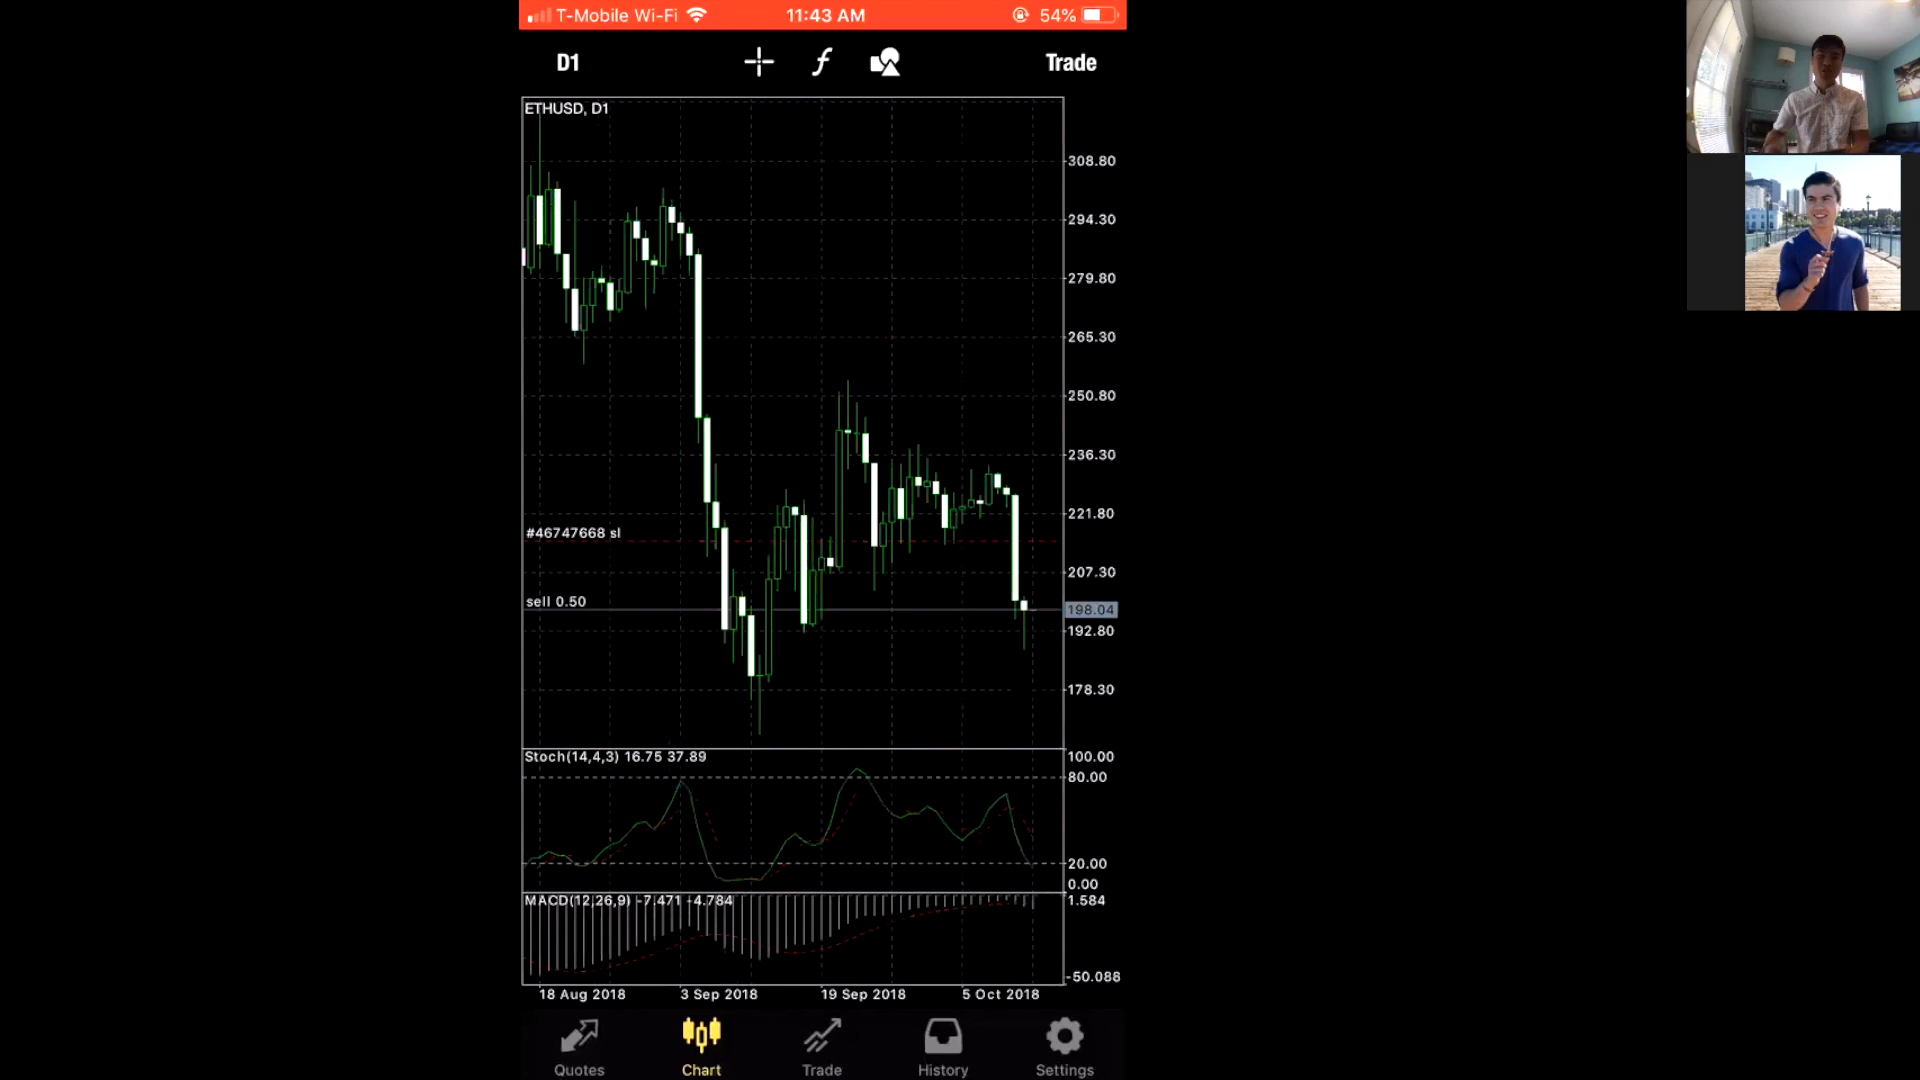 T-Mobile Wi-Fi 11:43 AM 54%
D1 f Trade
ETHUSD, D1
308.80
294.30
279.80
265.30
250.80
236.30
221.80
#46747668 sl
207.30
sell 0.50
198.04
192.80
178.30
Stoch(14,4,3) 16.75 37.89
100.00
80.00
20.00
0.00
MACD(12,26,9) -7.471 -4.784
1.584
-50.088
18 Aug 2018 3 Sep 2018 19 Sep 2018 5 Oct 2018
Quotes Chart Trade History Settings